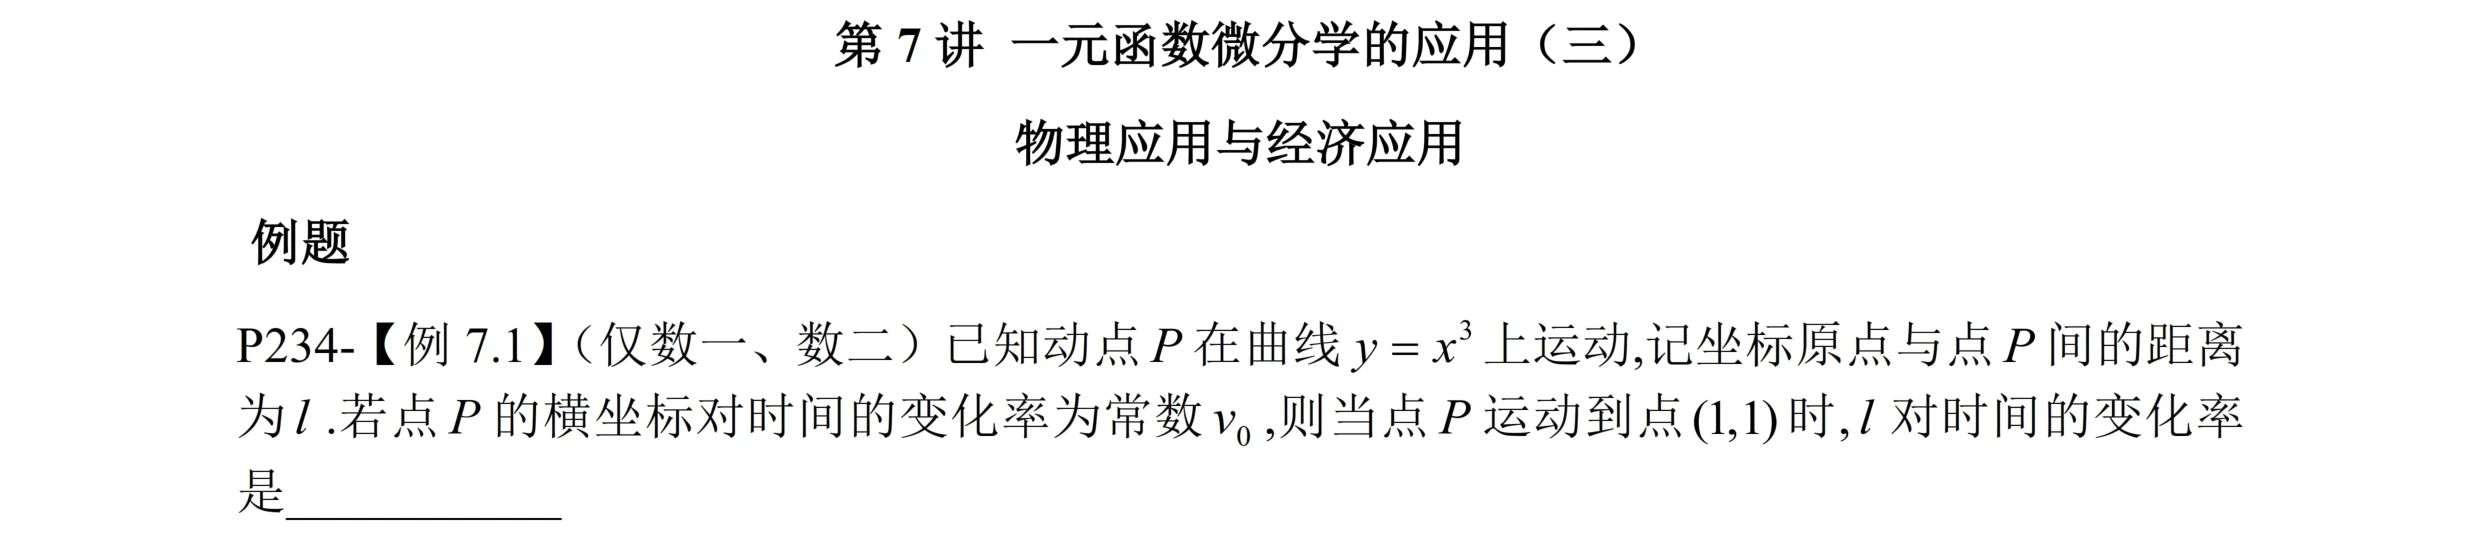 第 7 讲 一元函数微分学的应用（三）
物理应用与经济应用
例题
P234-【例 7.1】（仅数一、数二）已知动点 P 在曲线 y = x³ 上运动,记坐标原点与点 P 间的距离
为 l .若点 P 的横坐标对时间的变化率为常数 v₀ ,则当点 P 运动到点 (1,1) 时, l 对时间的变化率
是___________